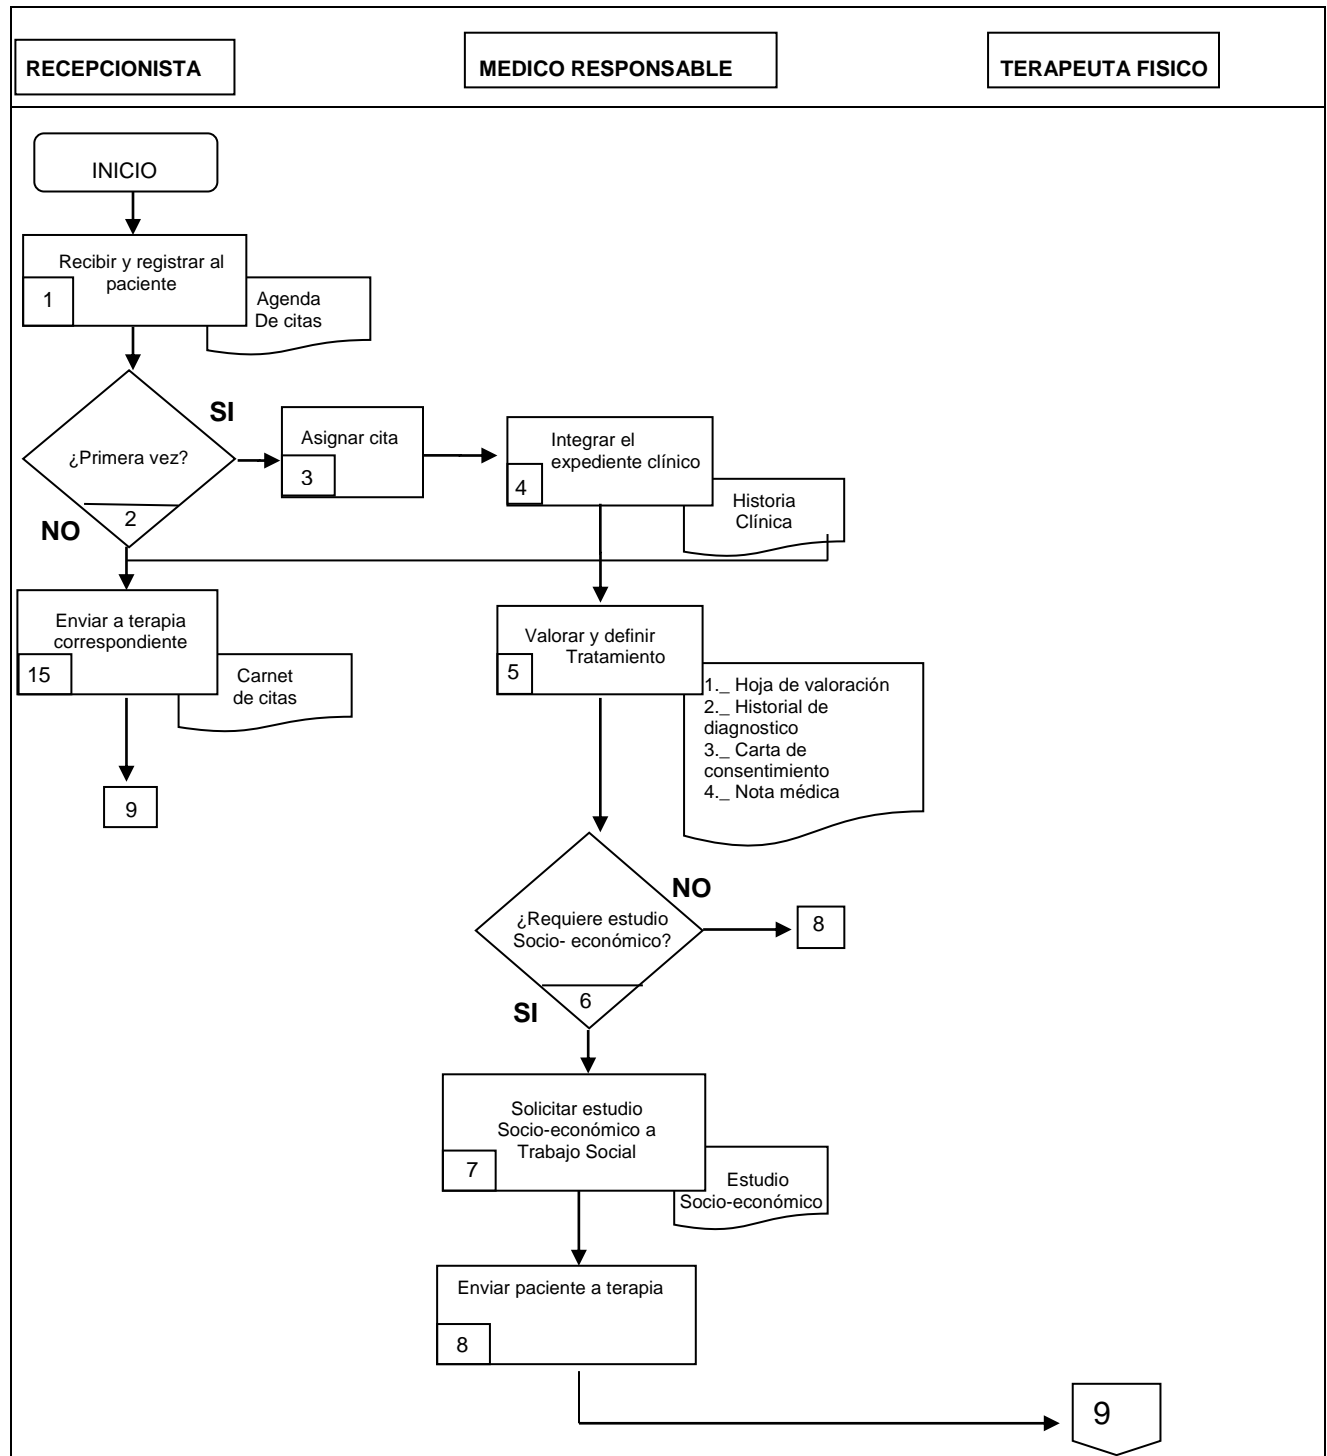 RECEPCIONISTA
MEDICO RESPONSABLE
TERAPEUTA FISICO
INICIO
Recibir y registrar al
paciente
1
Agenda
De citas
¿Primera vez?
2
SI
NO
Asignar cita
3
Integrar el
expediente clínico
4
Historia
Clínica
Enviar a terapia
correspondiente
15
Carnet
de citas
9
Valorar y definir
Tratamiento
5
1._ Hoja de valoración
2._ Historial de
diagnostico
3._ Carta de
consentimiento
4._ Nota médica
¿Requiere estudio
Socio- económico?
6
NO
8
SI
Solicitar estudio
Socio-económico a
Trabajo Social
7
Estudio
Socio-económico
Enviar paciente a terapia
8
9